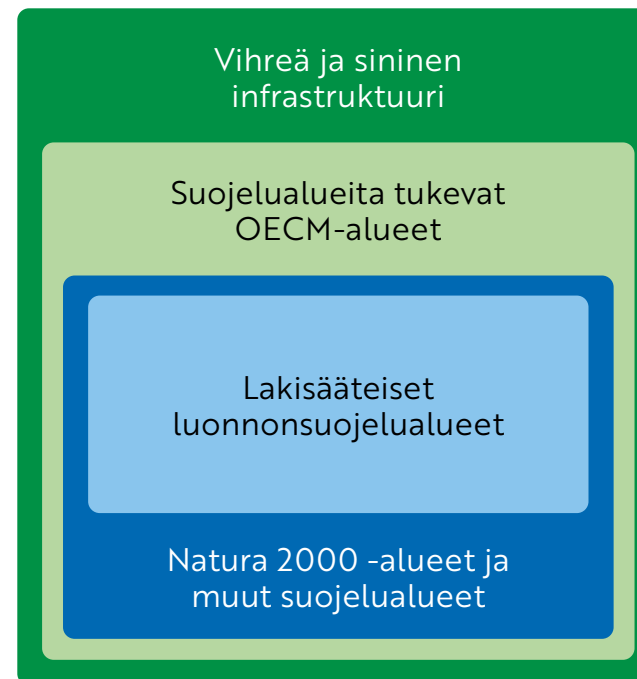 Vihreä ja sininen
infrastruktuuri
Suojelualueita tukevat
OECM-alueet
Lakisääteiset
luonnonsuojelualueet
Natura 2000 -alueet ja
muut suojelualueet